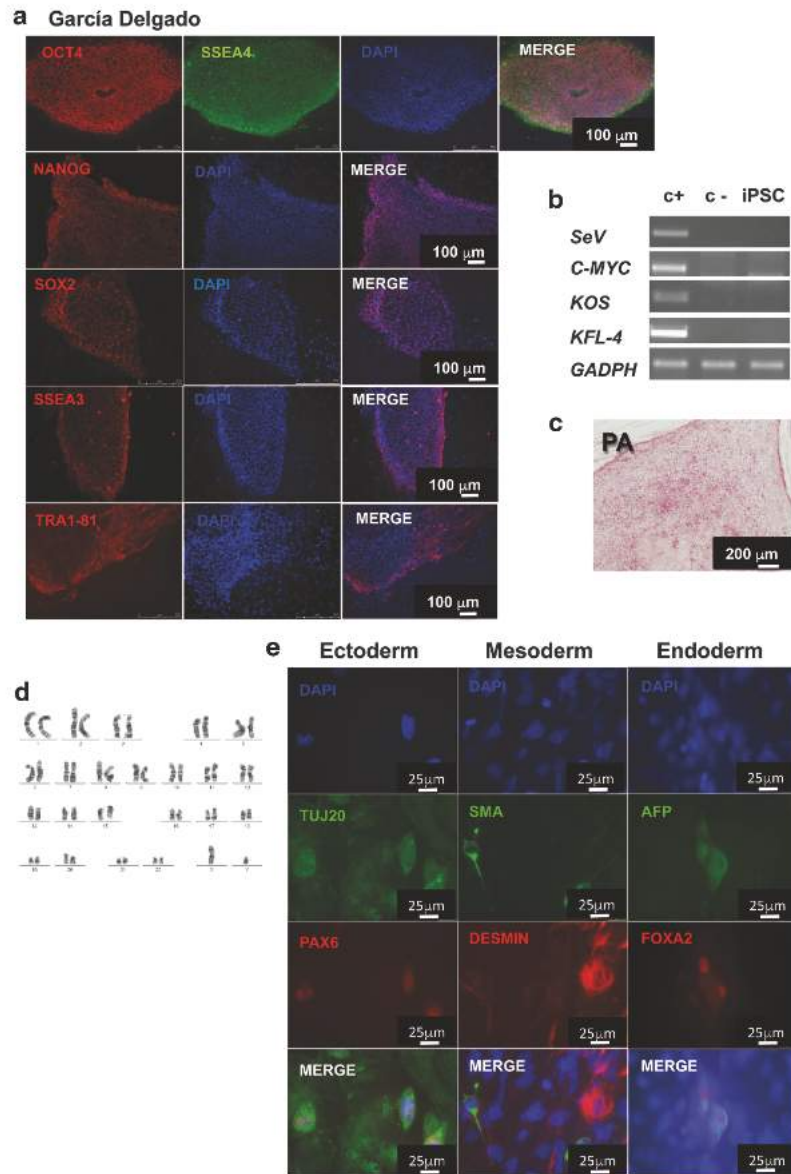 a García Delgado
OCT4 SSEA4 DAPI MERGE
100 µm
NANOG DAPI MERGE
100 µm
SOX2 DAPI MERGE
100 µm
SSEA3 DAPI MERGE
100 µm
TRA1-81 DAPI MERGE
100 µm
b
c+ c - iPSC
SeV
C-MYC
KOS
KFL-4
GADPH
c
PA
200 µm
d
e
Ectoderm Mesoderm Endoderm
DAPI DAPI DAPI
25µm 25µm 25µm
TUJ20 SMA AFP
25µm 25µm 25µm
PAX6 DESMIN FOXA2
25µm 25µm 25µm
MERGE MERGE MERGE
25µm 25µm 25µm